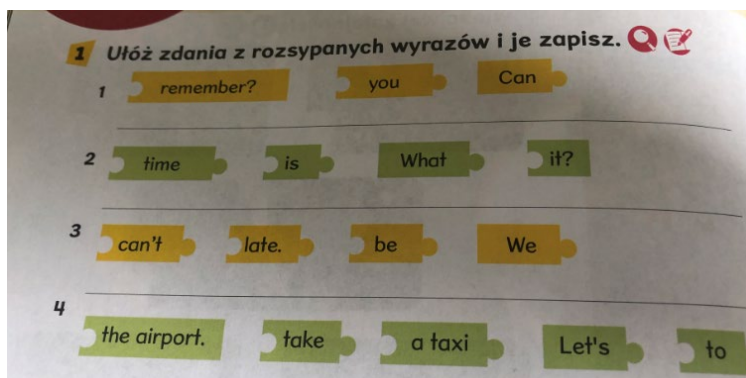 1 Ułóż zdania z rozsypanych wyrazów i je zapisz.
1 remember? you Can
2 time is What it?
3 can't late. be We
4
the airport. take a taxi Let's to